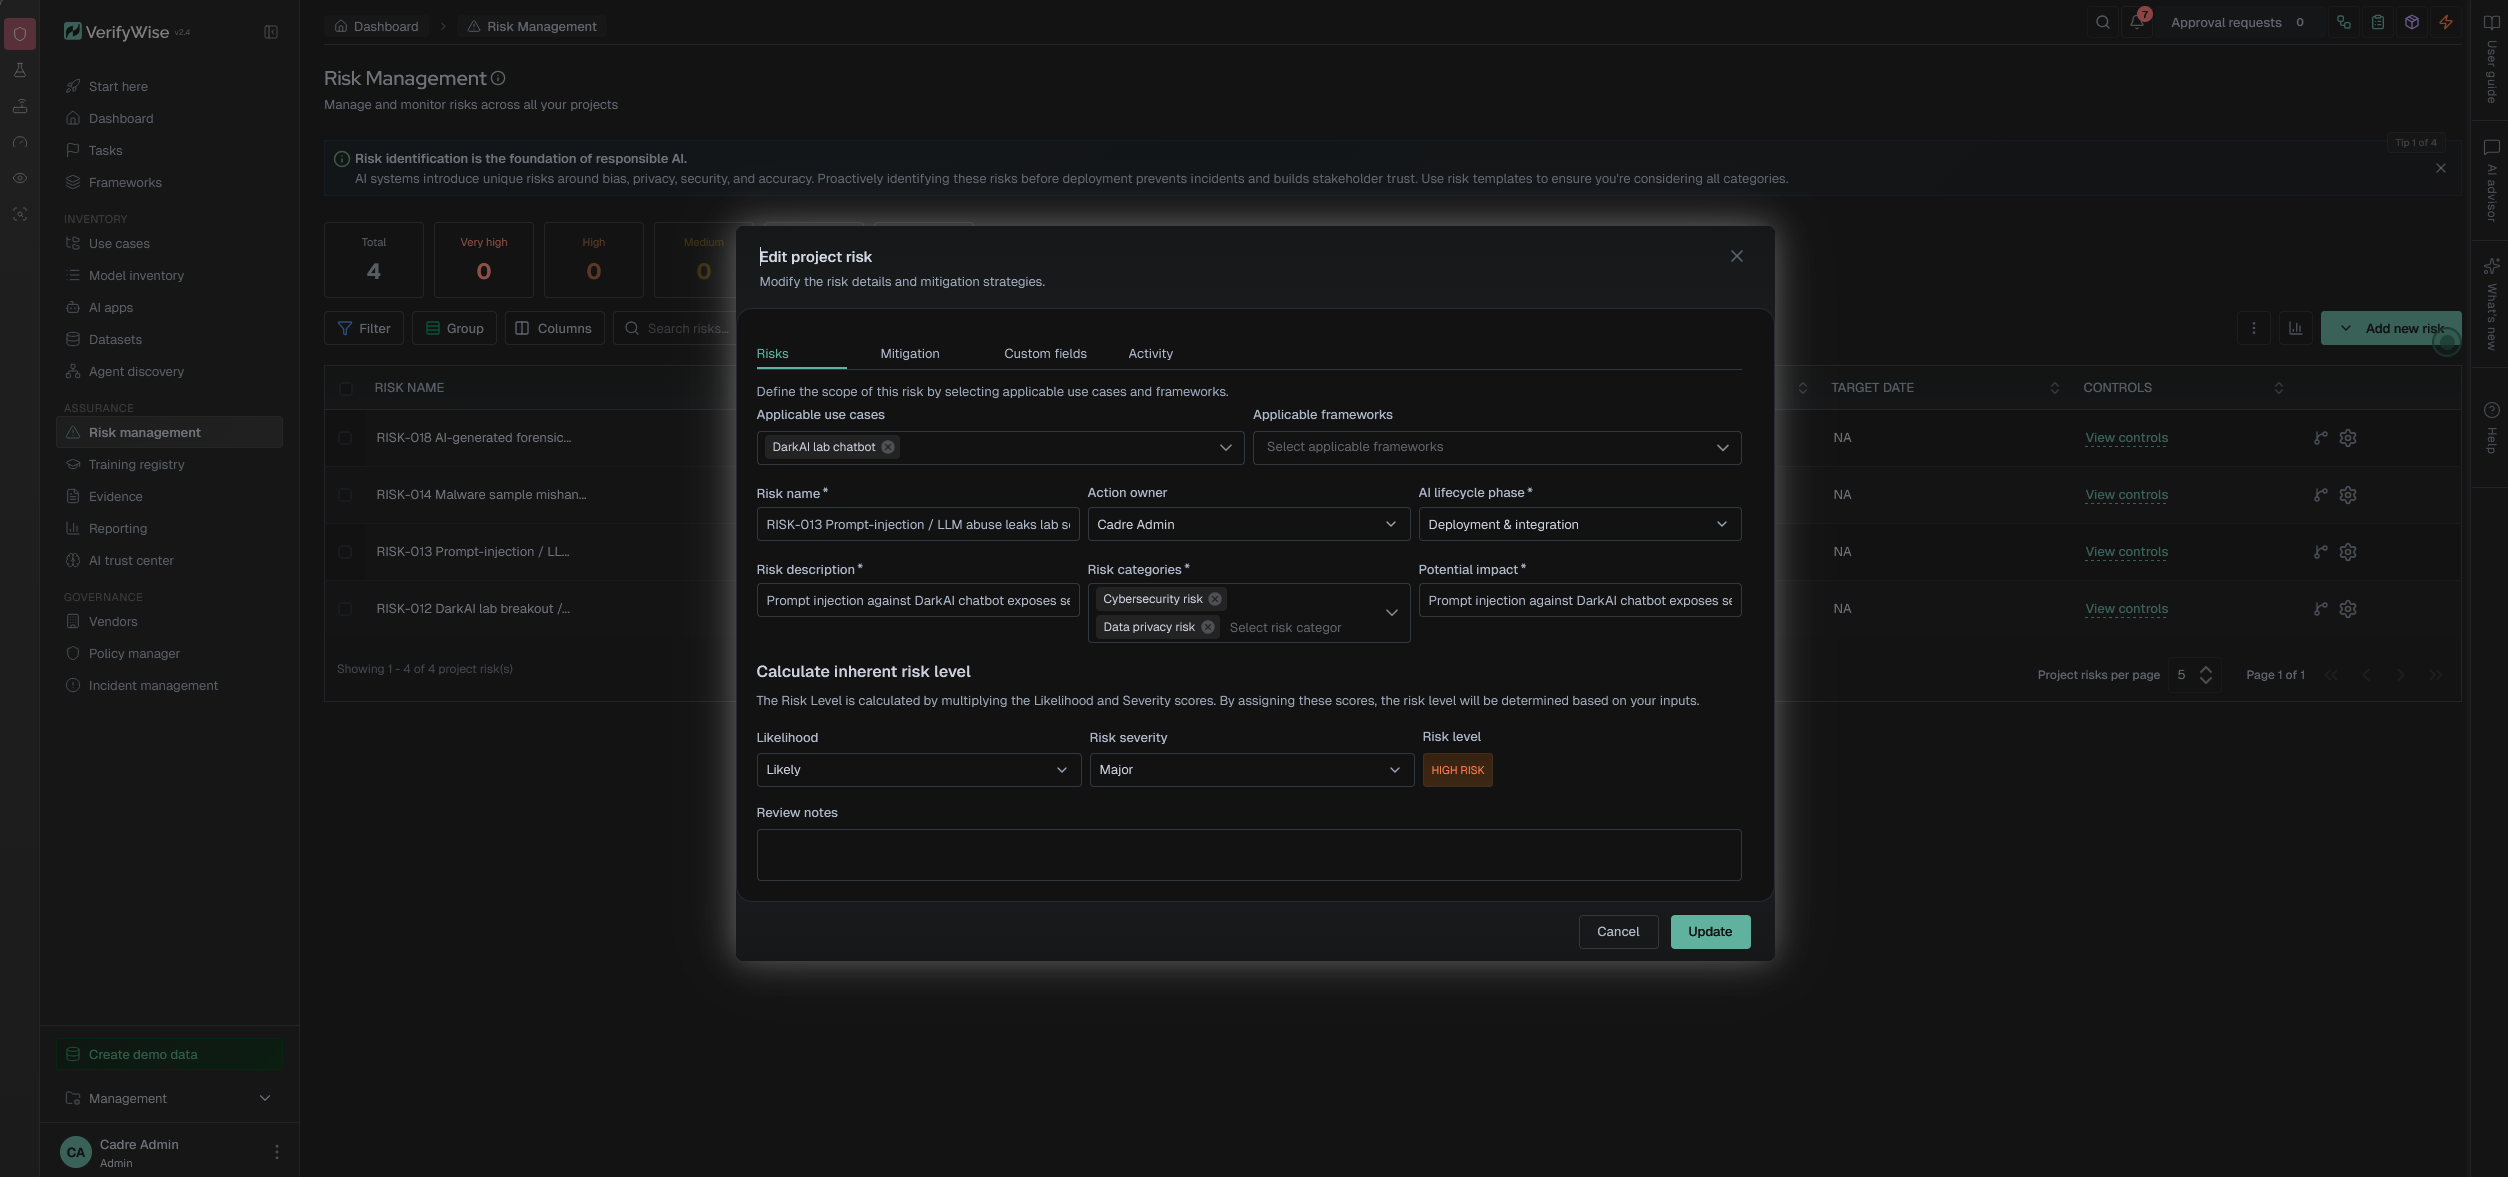 VerifyWise v2.4
Start here
Dashboard
Tasks
Frameworks
INVENTORY
Use cases
Model inventory
AI apps
Datasets
Agent discovery
ASSURANCE
Risk management
Training registry
Evidence
Reporting
AI trust center
GOVERNANCE
Vendors
Policy manager
Incident management
Create demo data
Management
CA
Cadre Admin
Admin
Dashboard
Risk Management
7
Approval requests 0
Risk Management
Manage and monitor risks across all your projects
Tip 1 of 4
Risk identification is the foundation of responsible AI.
AI systems introduce unique risks around bias, privacy, security, and accuracy. Proactively identifying these risks before deployment prevents incidents and builds stakeholder trust. Use risk templates to ensure you're considering all categories.
Total
4
Very high
0
High
0
Medium
0
Filter
Group
Columns
Search risks...
Add new risk
RISK NAME
TARGET DATE
CONTROLS
RISK-018 AI-generated forensic...
NA
View controls
RISK-014 Malware sample mishan...
NA
View controls
RISK-013 Prompt-injection / LL...
NA
View controls
RISK-012 DarkAI lab breakout /...
NA
View controls
Showing 1 - 4 of 4 project risk(s)
Project risks per page 5
Page 1 of 1
Edit project risk
Modify the risk details and mitigation strategies.
Risks
Mitigation
Custom fields
Activity
Define the scope of this risk by selecting applicable use cases and frameworks.
Applicable use cases
Applicable frameworks
DarkAI lab chatbot
Select applicable frameworks
Risk name *
Action owner
AI lifecycle phase *
RISK-013 Prompt-injection / LLM abuse leaks lab s
Cadre Admin
Deployment & integration
Risk description *
Risk categories *
Potential impact *
Prompt injection against DarkAI chatbot exposes se
Cybersecurity risk
Data privacy risk
Select risk categor
Prompt injection against DarkAI chatbot exposes se
Calculate inherent risk level
The Risk Level is calculated by multiplying the Likelihood and Severity scores. By assigning these scores, the risk level will be determined based on your inputs.
Likelihood
Risk severity
Risk level
Likely
Major
HIGH RISK
Review notes
Cancel
Update
User guide
AI advisor
What's new
Help